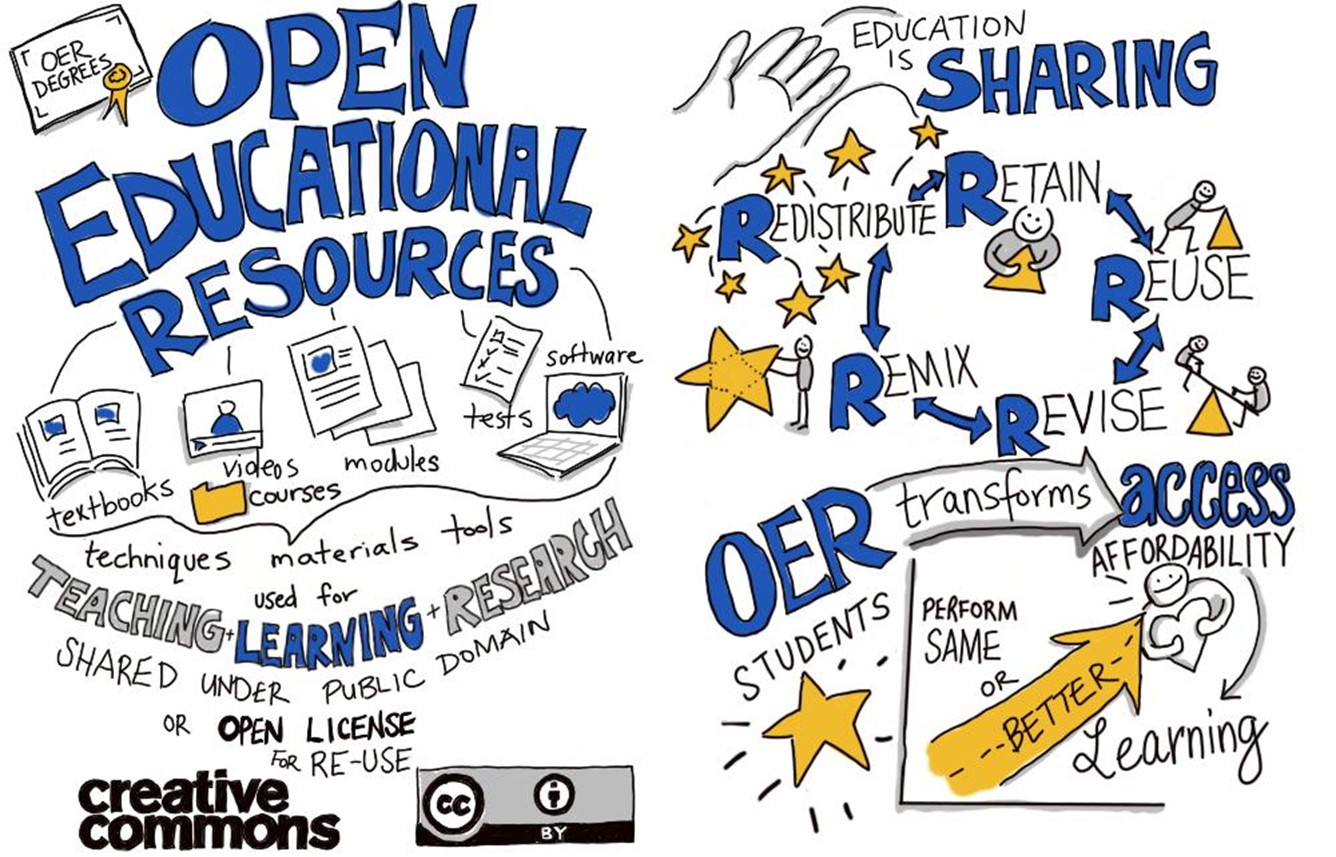 OER
DEGREES
OPEN
EDUCATIONAL
RESOURCES
textbooks
videos
courses
modules
tests
software
techniques materials tools
used for
TEACHING + LEARNING + RESEARCH
SHARED UNDER PUBLIC DOMAIN
OR OPEN LICENSE
FOR RE-USE
creative
commons
cc
BY
EDUCATION
IS SHARING
REDISTRIBUTE
RETAIN
REUSE
REVISE
REMIX
OER transforms access
AFFORDABILITY
STUDENTS
PERFORM
SAME
OR
BETTER
Learning